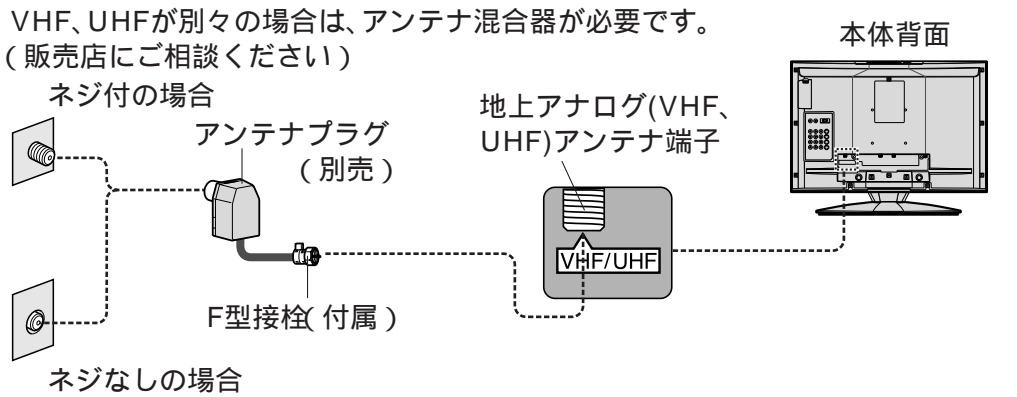 VHF、UHFが別々の場合は、アンテナ混合器が必要です。
(販売店にご相談ください)
本体背面
ネジ付の場合
アンテナプラグ
(別売)
地上アナログ(VHF、
UHF)アンテナ端子
VHF/UHF
F型接栓(付属)
ネジなしの場合